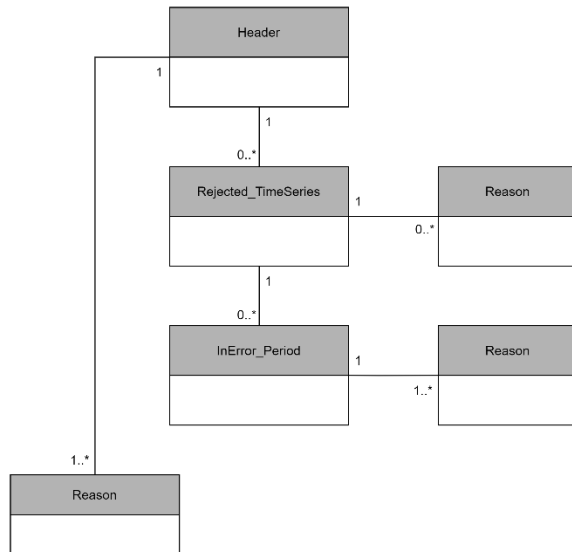 Header
1
1
0..*
Rejected_TimeSeries
1
Reason
0..*
1
0..*
InError_Period
1
Reason
1..*
1..*
Reason